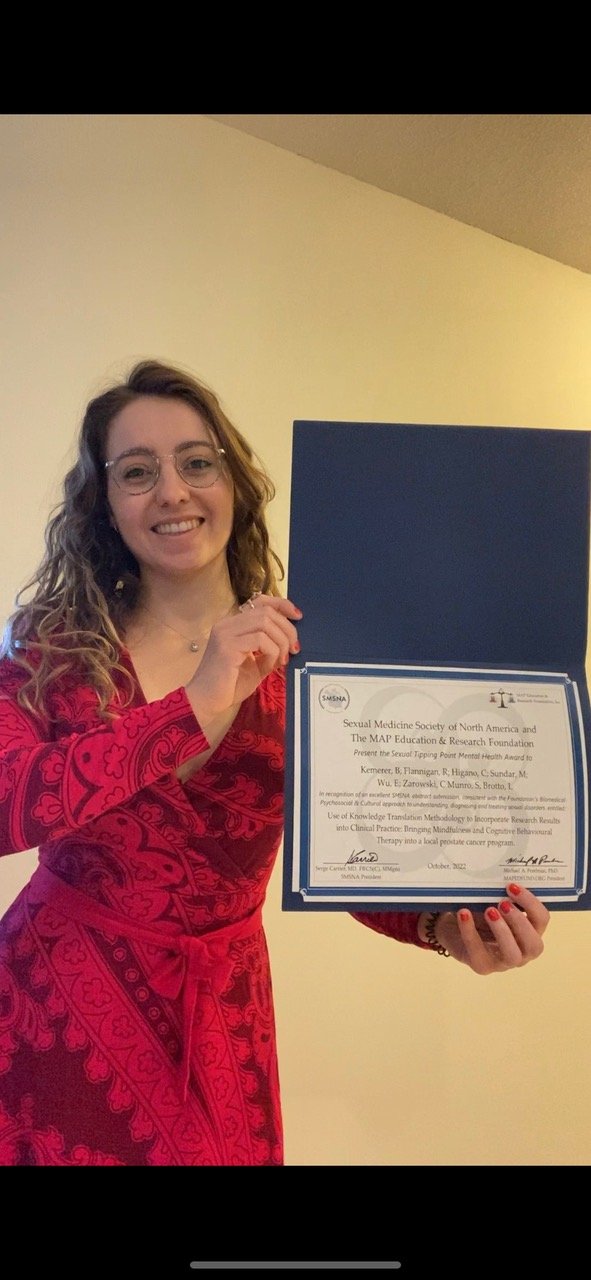 SMSNA
MAP Education &
Research Foundation, Inc.
Sexual Medicine Society of North America and
The MAP Education & Research Foundation
Present the Sexual Tipping Point Mental Health Award to
Kemerer, B, Flannigan, R; Higano, C; Sundar, M;
Wu, E; Zarowski, C Munro, S, Brotto, L
In recognition of an excellent SMSNA abstract submission, consistent with the Foundation's Biomedical
Psychosocial & Cultural approach to understanding, diagnosing and treating sexual disorders, entitled:
Use of Knowledge Translation Methodology to Incorporate Research Results
into Clinical Practice: Bringing Mindfulness and Cognitive Behavioural
Therapy into a local prostate cancer program.
Serge Carrier, MD
SMSNA President
October, 2022
Michael A. Perelman, PhD
MAPEDFUND.ORG President